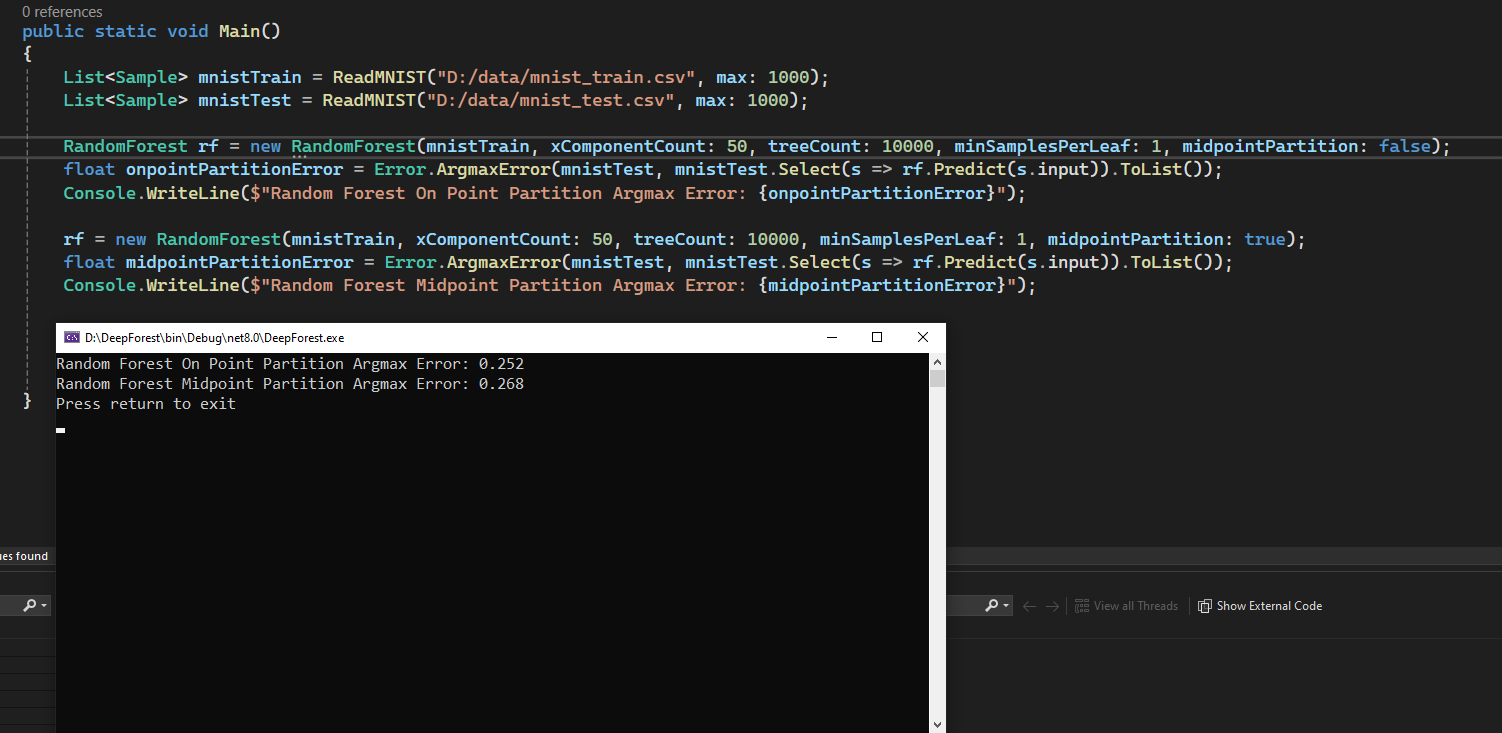 0 references
public static void Main()
{
List<Sample> mnistTrain = ReadMNIST("D:/data/mnist_train.csv", max: 1000);
List<Sample> mnistTest = ReadMNIST("D:/data/mnist_test.csv", max: 1000);
RandomForest rf = new RandomForest(mnistTrain, xComponentCount: 50, treeCount: 10000, minSamplesPerLeaf: 1, midpointPartition: false);
float onpointPartitionError = Error.ArgmaxError(mnistTest, mnistTest.Select(s => rf.Predict(s.input)).ToList());
Console.WriteLine($"Random Forest On Point Partition Argmax Error: {onpointPartitionError}");
rf = new RandomForest(mnistTrain, xComponentCount: 50, treeCount: 10000, minSamplesPerLeaf: 1, midpointPartition: true);
float midpointPartitionError = Error.ArgmaxError(mnistTest, mnistTest.Select(s => rf.Predict(s.input)).ToList());
Console.WriteLine($"Random Forest Midpoint Partition Argmax Error: {midpointPartitionError}");
}
D:\DeepForest\bin\Debug\net8.0\DeepForest.exe
Random Forest On Point Partition Argmax Error: 0.252
Random Forest Midpoint Partition Argmax Error: 0.268
Press return to exit
found
View all Threads
Show External Code